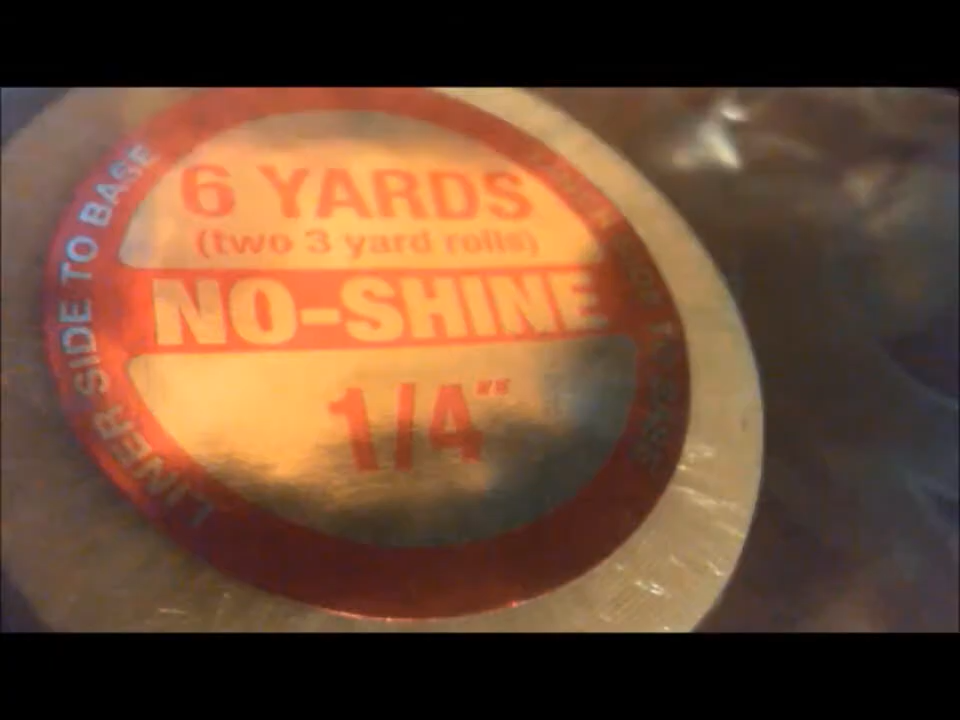 6 YARDS
(two 3 yard rolls)
NO-SHINE
1/4""
LINER SIDE TO BASE